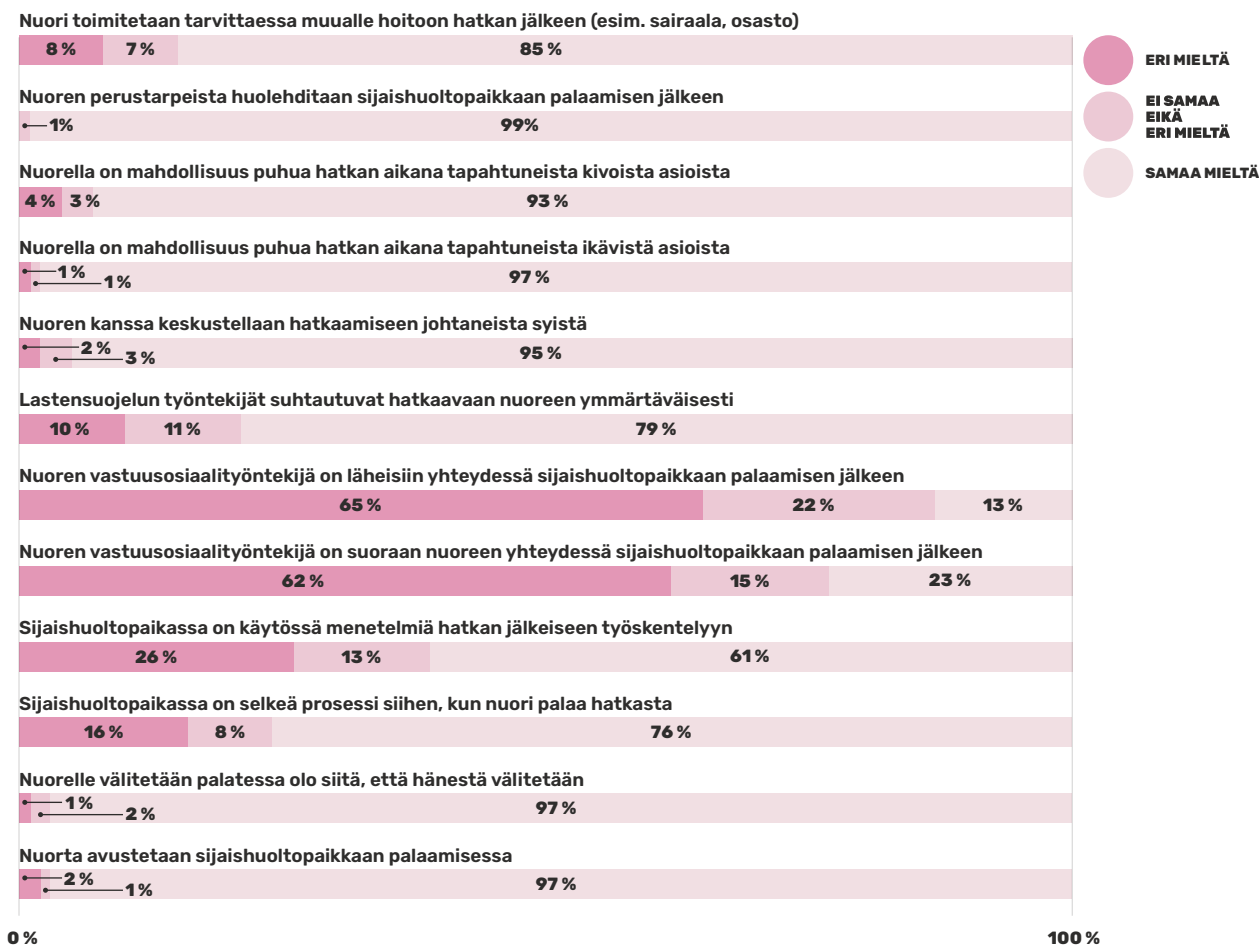 Nuori toimitetaan tarvittaessa muualle hoitoon hatkan jälkeen (esim. sairaala, osasto)
8 % 7 % 85 %
ERI MIELTÄ
EI SAMAA
EIKÄ
ERI MIELTÄ
SAMAA MIELTÄ
Nuoren perustarpeista huolehditaan sijaishuoltopaikkaan palaamisen jälkeen
1% 99%
Nuorella on mahdollisuus puhua hatkan aikana tapahtuneista kivoista asioista
4 % 3 % 93 %
Nuorella on mahdollisuus puhua hatkan aikana tapahtuneista ikävistä asioista
1 %
1 %
97 %
Nuoren kanssa keskustellaan hatkaamiseen johtaneista syistä
2 %
3 %
95 %
Lastensuojelun työntekijät suhtautuvat hatkaavaan nuoreen ymmärtäväisesti
10 % 11 % 79 %
Nuoren vastuusosiaalityöntekijä on läheisiin yhteydessä sijaishuoltopaikkaan palaamisen jälkeen
65 % 22 % 13 %
Nuoren vastuusosiaalityöntekijä on suoraan nuoreen yhteydessä sijaishuoltopaikkaan palaamisen jälkeen
62 % 15 % 23 %
Sijaishuoltopaikassa on käytössä menetelmiä hatkan jälkeiseen työskentelyyn
26 % 13 % 61 %
Sijaishuoltopaikassa on selkeä prosessi siihen, kun nuori palaa hatkasta
16 % 8 % 76 %
Nuorelle välitetään palatessa olo siitä, että hänestä välitetään
1 %
2 %
97 %
Nuorta avustetaan sijaishuoltopaikkaan palaamisessa
2 %
1 %
97 %
0 % 100 %